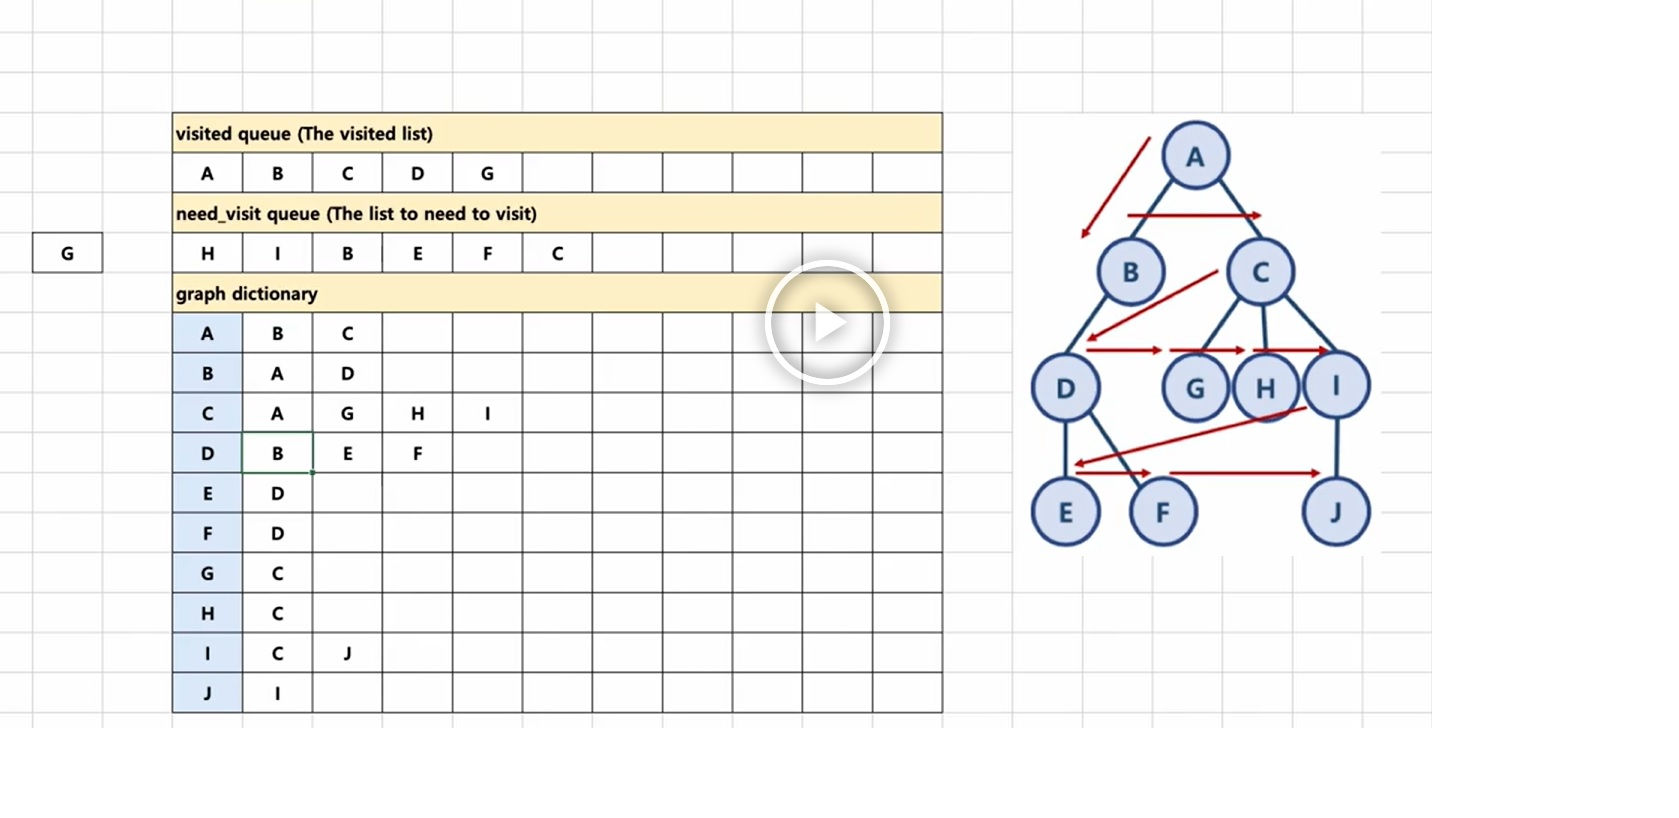 visited queue (The visited list)
A B C D G
need_visit queue (The list to need to visit)
G H I B E F C
graph dictionary
A B C
B A D
C A G H I
D B E F
E D
F D
G C
H C
I C J
J I
A
B C
D G H I
E F J